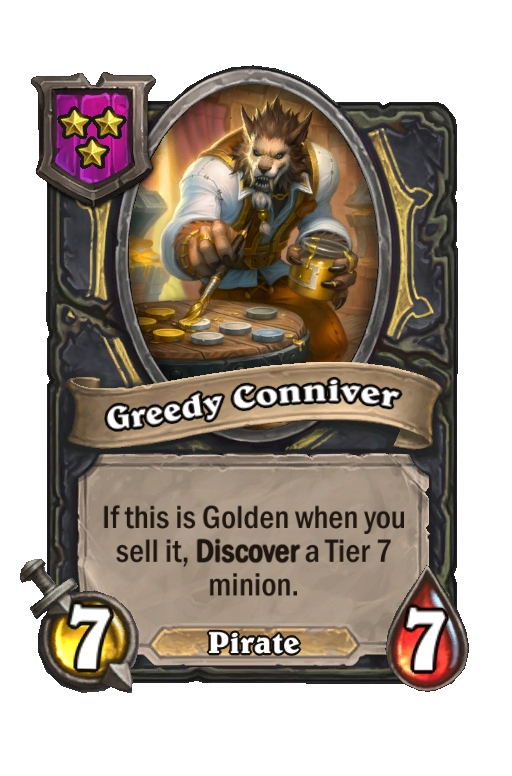 Greedy Conniver
If this is Golden when you
sell it, Discover a Tier 7
minion.
7
Pirate
7